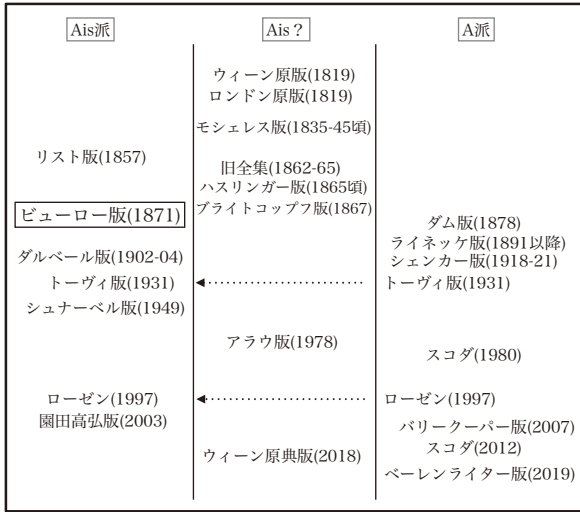 Ais派
Ais？
A派
ウィーン原版(1819)
ロンドン原版(1819)
モシェレス版(1835-45頃)
リスト版(1857)
旧全集(1862-65)
ハスリンガー版(1865頃)
ビューロー版(1871)
ブライトコップフ版(1867)
ダム版(1878)
ライネッケ版(1891以降)
ダルベール版(1902-04)
シェンカー版(1918-21)
トーヴィ版(1931)
トーヴィ版(1931)
シュナーベル版(1949)
アラウ版(1978)
スコダ(1980)
ローゼン(1997)
ローゼン(1997)
園田高弘版(2003)
バリークーパー版(2007)
スコダ(2012)
ウィーン原典版(2018)
ベーレンライター版(2019)